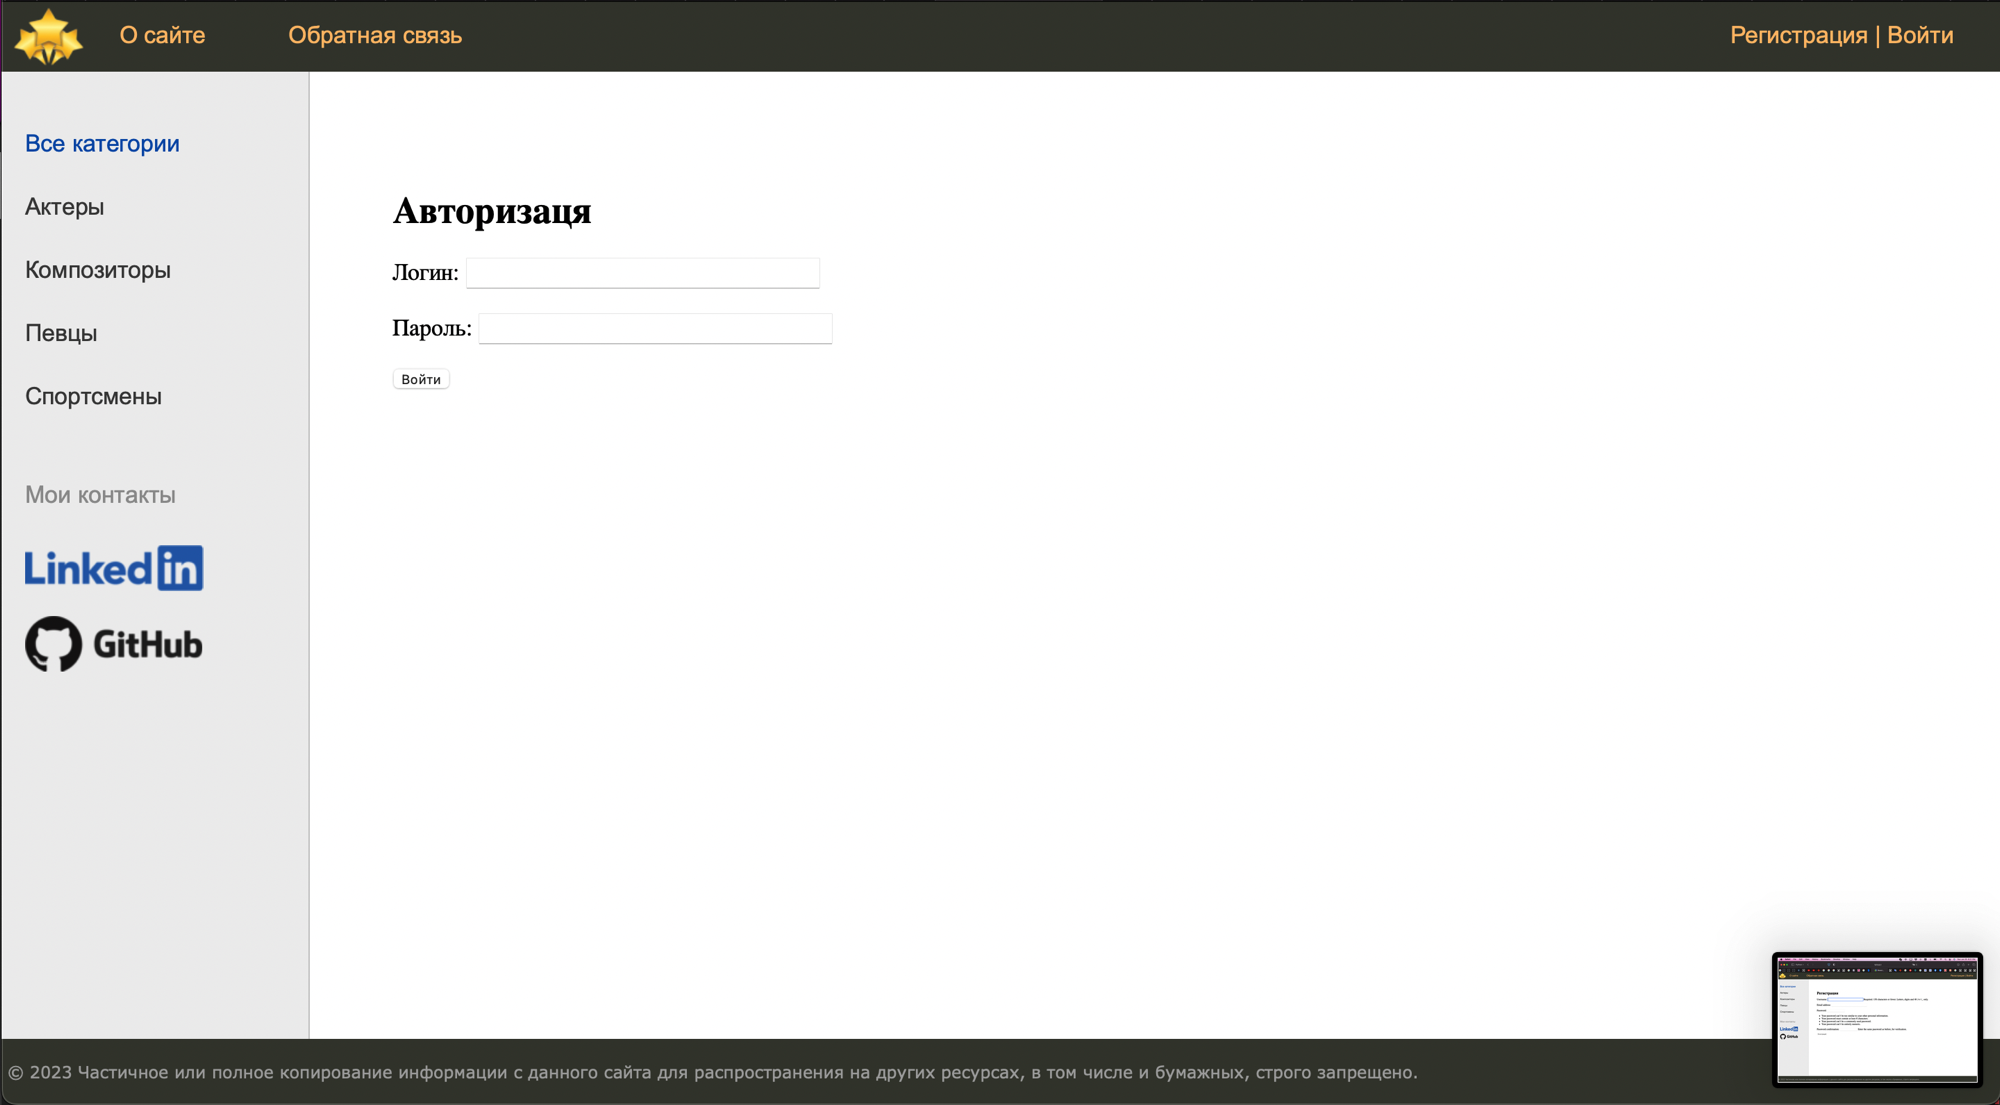 О сайте Обратная связь Регистрация | Войти
Все категории
Актеры
Композиторы
Певцы
Спортсмены
Мои контакты
Linkedin
GitHub
Авторизаця
Логин:
Пароль:
Войти
© 2023 Частичное или полное копирование информации с данного сайта для распространения на других ресурсах, в том числе и бумажных, строго запрещено.
Регистрация